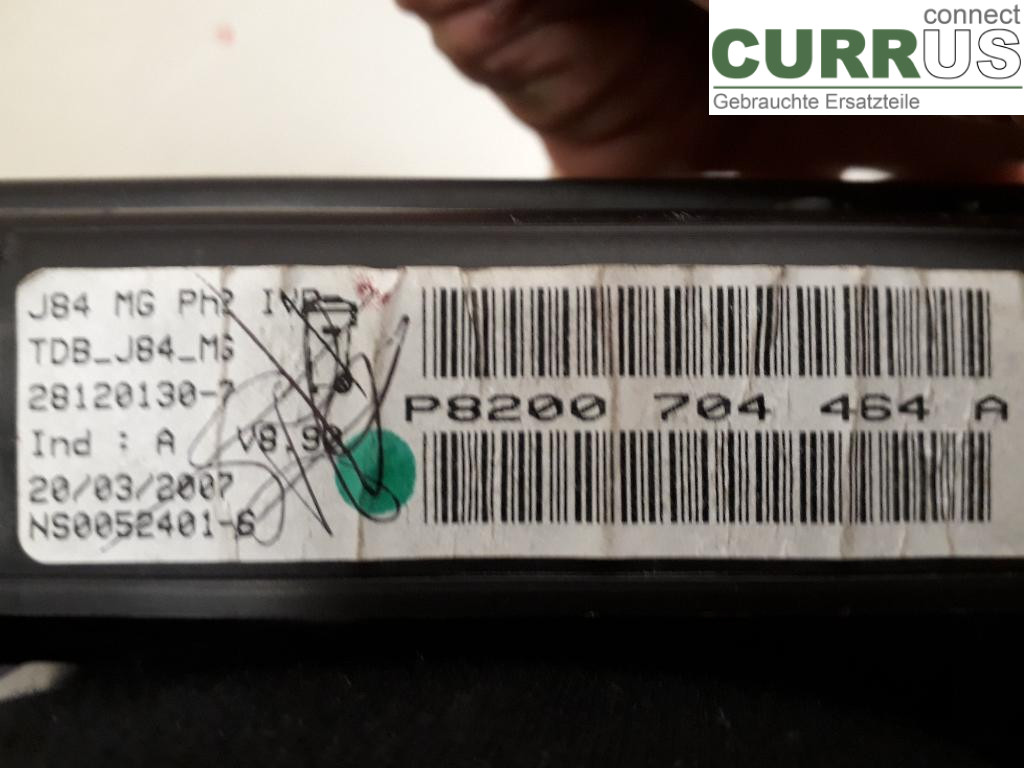 connect
CURRUS
Gebrauchte Ersatzteile
J84 MG Ph2
TDB_J84_MG
28120130-7
Ind : A V8.90
20/03/2007
NS0052401-6
P8200 704 464 A